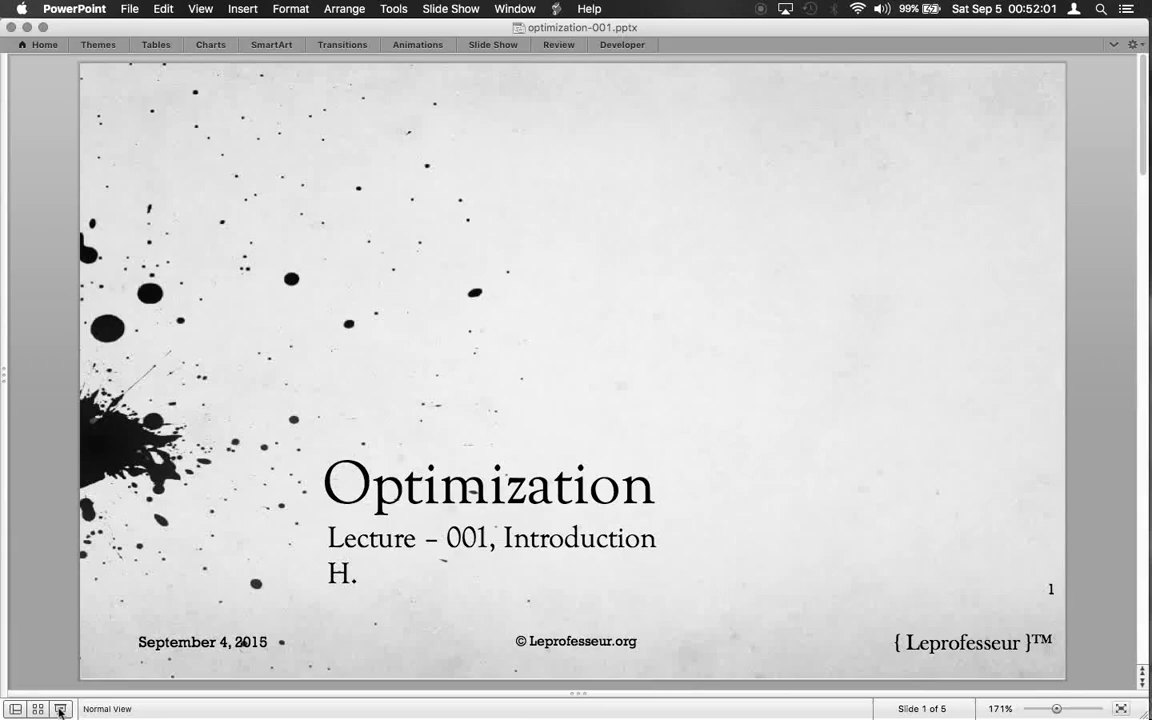 PowerPoint File Edit View Insert Format Arrange Tools Slide Show Window Help 99% Sat Sep 5 00:52:01
optimization-001.pptx
Home Themes Tables Charts SmartArt Transitions Animations Slide Show Review Developer
Optimization
Lecture – 001, Introduction
H.
1
September 4, 2015 © Leprofesseur.org { Leprofesseur }™
Normal View Slide 1 of 5 171%